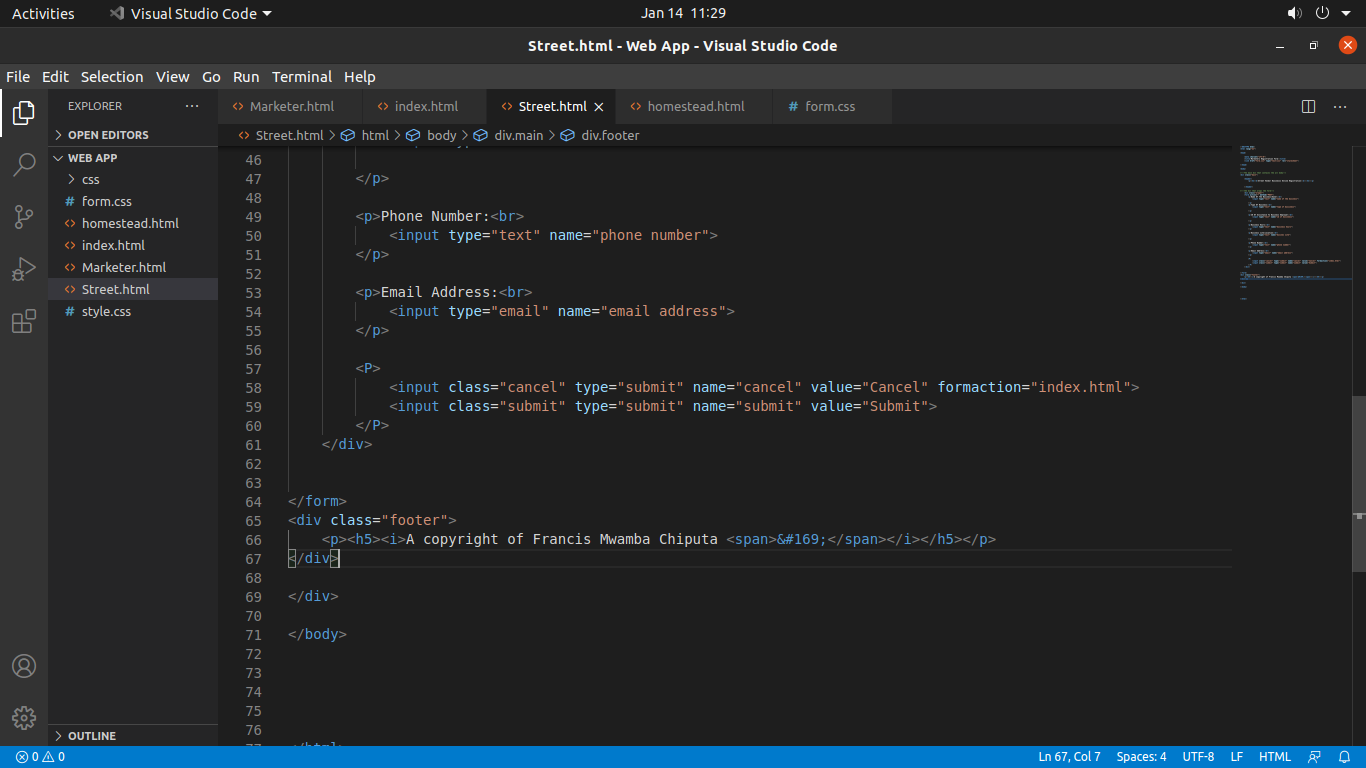 Activities
Visual Studio Code
Jan 14 11:29
Street.html - Web App - Visual Studio Code
File Edit Selection View Go Run Terminal Help
EXPLORER
OPEN EDITORS
WEB APP
css
# form.css
<> homestead.html
<> index.html
<> Marketer.html
<> Street.html
# style.css
OUTLINE
<> Marketer.html
<> index.html
<> Street.html
<> homestead.html
# form.css
<> Street.html > html > body > div.main > div.footer
46
47 </p>
48
49 <p>Phone Number:<br>
50 <input type="text" name="phone number">
51 </p>
52
53 <p>Email Address:<br>
54 <input type="email" name="email address">
55 </p>
56
57 <P>
58 <input class="cancel" type="submit" name="cancel" value="Cancel" formaction="index.html">
59 <input class="submit" type="submit" name="submit" value="Submit">
60 </P>
61 </div>
62
63
64 </form>
65 <div class="footer">
66 <p><h5><i>A copyright of Francis Mwamba Chiputa <span>&#169;</span></i></h5></p>
67 </div>
68
69 </div>
70
71 </body>
72
73
74
75
76
0 0
Ln 67, Col 7 Spaces: 4 UTF-8 LF HTML